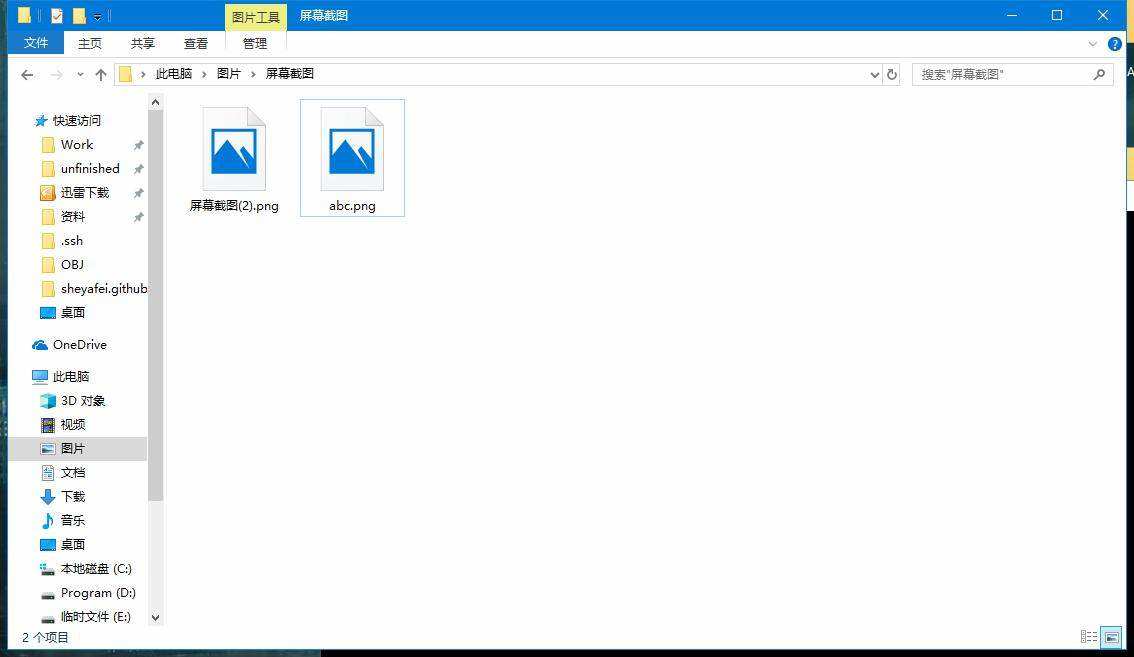 图片工具 屏幕截图
文件 主页 共享 查看 管理
此电脑 图片 屏幕截图
搜索"屏幕截图"
快速访问
Work
unfinished
迅雷下载
资料
.ssh
OBJ
sheyafei.github
桌面
OneDrive
此电脑
3D 对象
视频
图片
文档
下载
音乐
桌面
本地磁盘 (C:)
Program (D:)
临时文件 (E:)
屏幕截图(2).png
abc.png
2 个项目